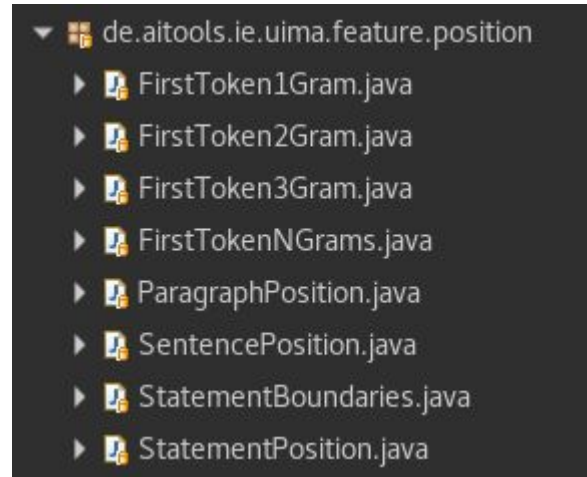 de.aitools.ie.uima.feature.position
FirstToken1Gram.java
FirstToken2Gram.java
FirstToken3Gram.java
FirstTokenNGrams.java
ParagraphPosition.java
SentencePosition.java
StatementBoundaries.java
StatementPosition.java